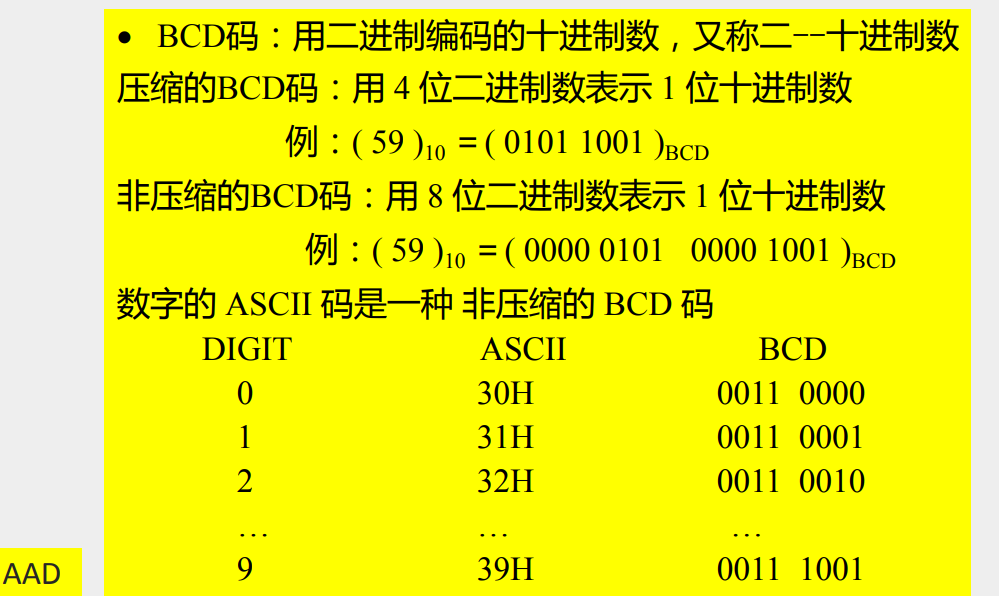 • BCD码：用二进制编码的十进制数，又称二--十进制数
压缩的BCD码：用 4 位二进制数表示 1 位十进制数
例：( 59 )10 = ( 0101 1001 )BCD
非压缩的BCD码：用 8 位二进制数表示 1 位十进制数
例：( 59 )10 = ( 0000 0101 0000 1001 )BCD
数字的 ASCII 码是一种 非压缩的 BCD 码
DIGIT ASCII BCD
0 30H 0011 0000
1 31H 0011 0001
2 32H 0011 0010
… … …
9 39H 0011 1001
AAD